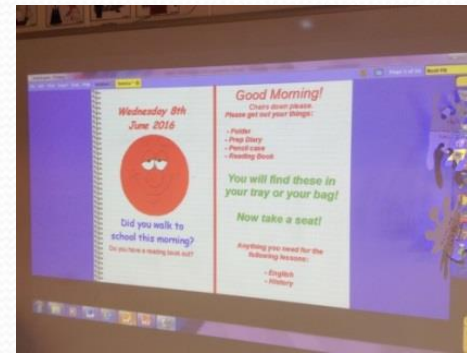 Wednesday 8th
June 2016
Did you walk to
school this morning?
Do you have a reading book out?
Good Morning!
Chairs down please.
Please get out your things:
- Folder
- Prep Diary
- Pencil case
- Reading Book
You will find these in
your tray or your bag!
Now take a seat!
Anything you need for the
following lessons:
- English
- History